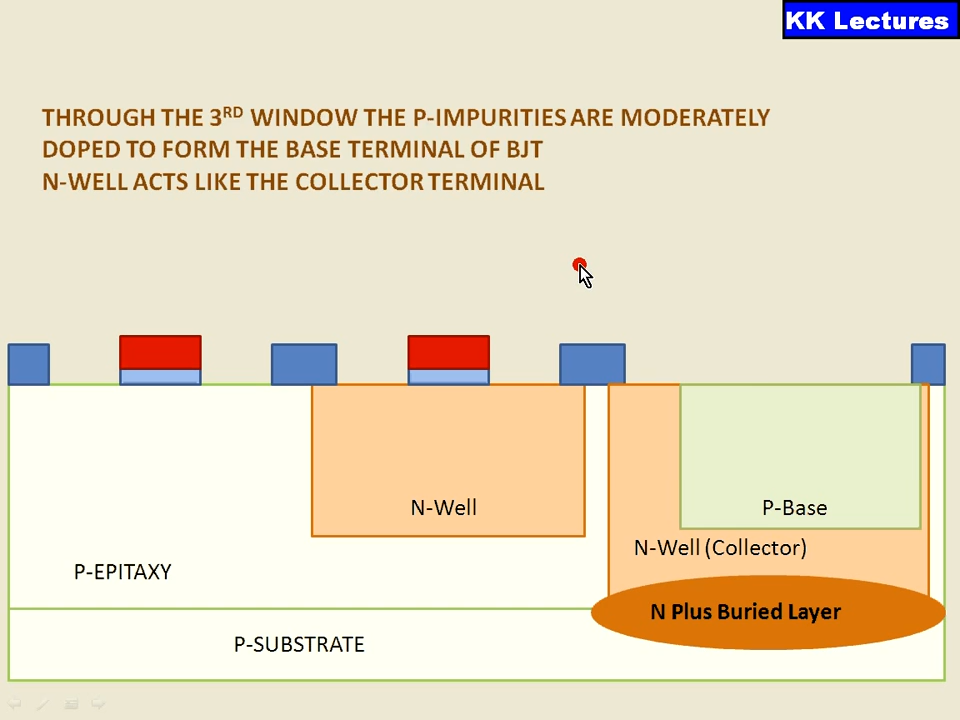 KK Lectures
THROUGH THE 3RD WINDOW THE P-IMPURITIES ARE MODERATELY
DOPED TO FORM THE BASE TERMINAL OF BJT
N-WELL ACTS LIKE THE COLLECTOR TERMINAL
N-Well
P-Base
N-Well (Collector)
P-EPITAXY
N Plus Buried Layer
P-SUBSTRATE